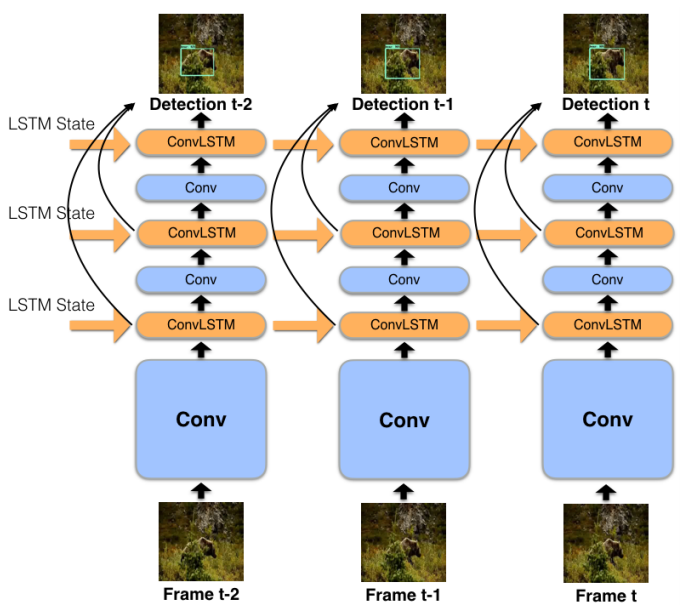 Detection t-2
Detection t-1
Detection t
LSTM State
ConvLSTM
ConvLSTM
ConvLSTM
Conv
Conv
Conv
LSTM State
ConvLSTM
ConvLSTM
ConvLSTM
Conv
Conv
Conv
LSTM State
ConvLSTM
ConvLSTM
ConvLSTM
Conv
Conv
Conv
Frame t-2
Frame t-1
Frame t